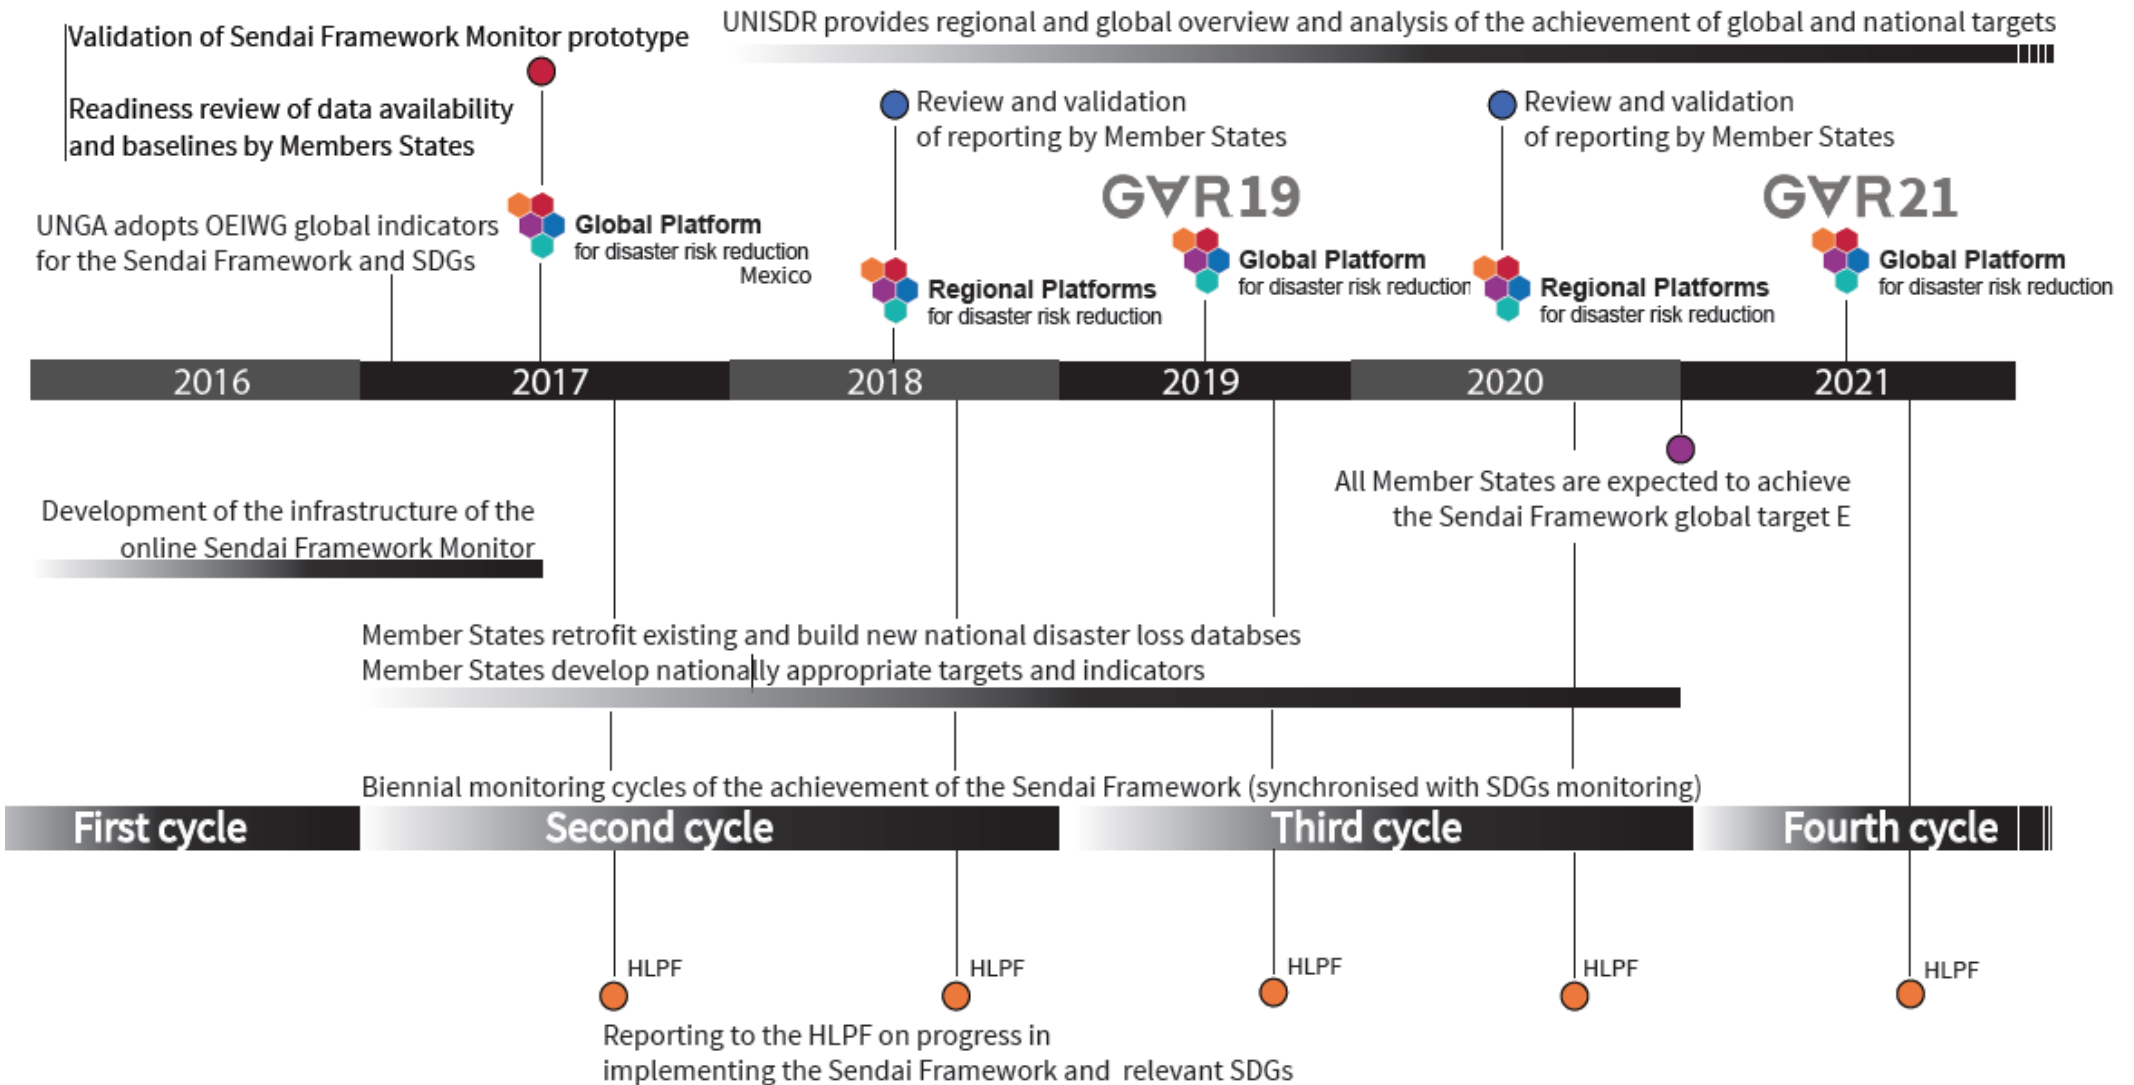 UNISDR provides regional and global overview and analysis of the achievement of global and national targets
Validation of Sendai Framework Monitor prototype
Readiness review of data availability
and baselines by Members States
Review and validation
of reporting by Member States
Review and validation
of reporting by Member States
UNGA adopts OEIWG global indicators
for the Sendai Framework and SDGs
Global Platform
for disaster risk reduction
Mexico
Regional Platforms
for disaster risk reduction
G∀R19
Global Platform
for disaster risk reduction
Regional Platforms
for disaster risk reduction
G∀R21
Global Platform
for disaster risk reduction
2016
2017
2018
2019
2020
2021
All Member States are expected to achieve
the Sendai Framework global target E
Development of the infrastructure of the
online Sendai Framework Monitor
Member States retrofit existing and build new national disaster loss databses
Member States develop nationally appropriate targets and indicators
Biennial monitoring cycles of the achievement of the Sendai Framework (synchronised with SDGs monitoring)
First cycle
Second cycle
Third cycle
Fourth cycle
HLPF
HLPF
HLPF
HLPF
HLPF
Reporting to the HLPF on progress in
implementing the Sendai Framework and relevant SDGs